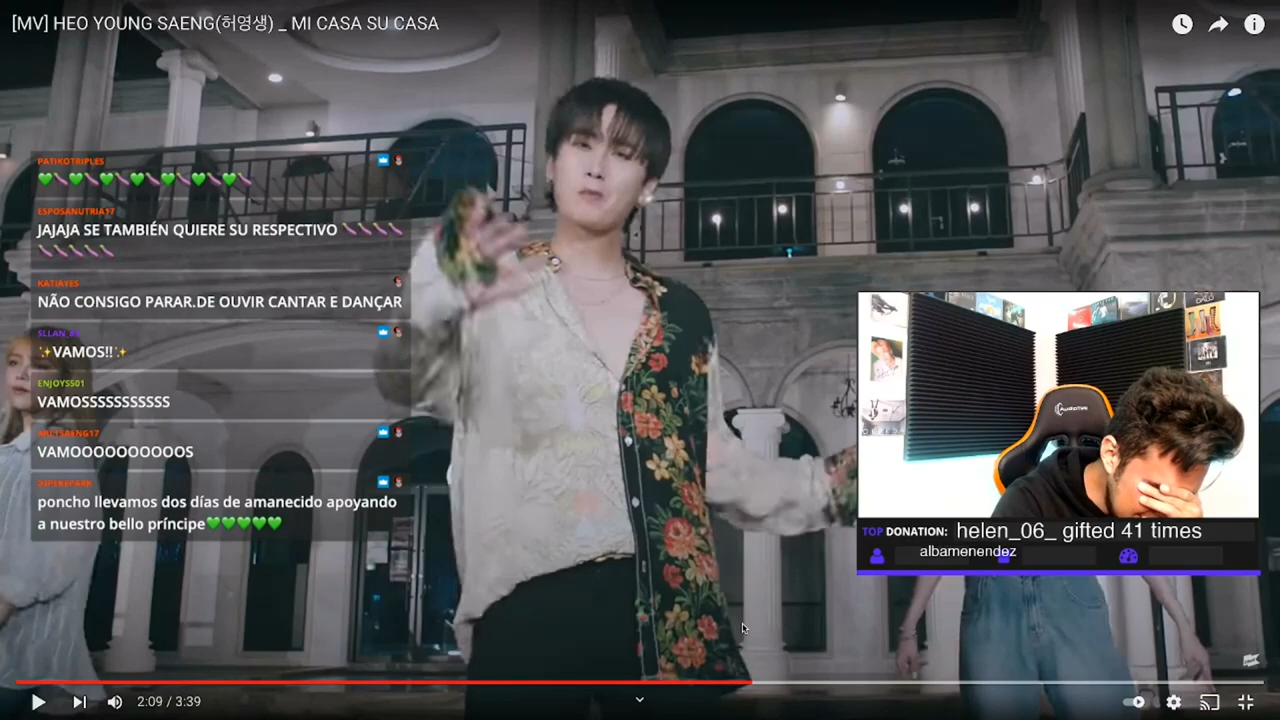 [MV] HEO YOUNG SAENG(허영생) _ MI CASA SU CASA
PATIKOTRIPLES
ESPOSANUTRIA17
JAJAJA SE TAMBIÉN QUIERE SU RESPECTIVO
KATIAYES
NÃO CONSIGO PARAR.DE OUVIR CANTAR E DANÇAR
✨VAMOS!!✨
ENJOYSS01
VAMOSSSSSSSSSSS
VAMOOOOOOOOOOS
poncho llevamos dos días de amanecido apoyando
a nuestro bello príncipe💚💚💚💚💚
TOP DONATION: helen_06_ gifted 41 times
albamenendez
2:09 / 3:39